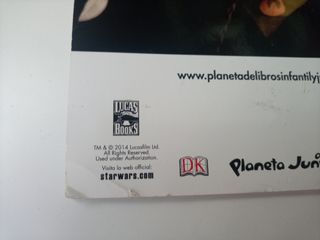 www.planetadelibrosinfantilyj
LUCAS
BOOKS
TM & © 2014 Lucasfilm Ltd.
All Rights Reserved.
Used under Authorization.
Visita la web oficial:
starwars.com
DK
Planeta Jun